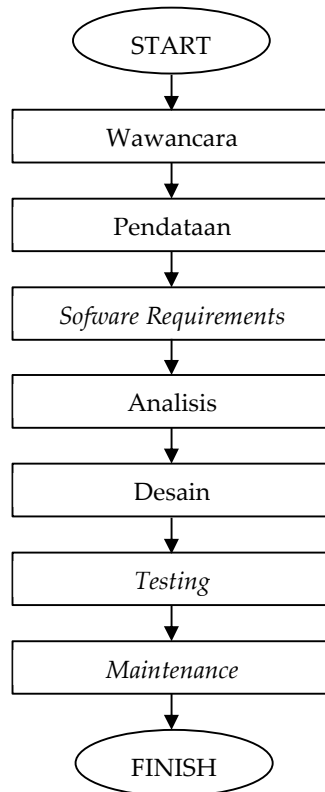 START
Wawancara
Pendataan
Sofware Requirements
Analisis
Desain
Testing
Maintenance
FINISH